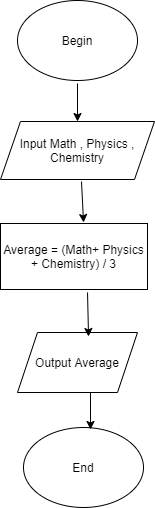 Begin
Input Math , Physics ,
Chemistry
Average = (Math+ Physics
+ Chemistry) / 3
Output Average
End